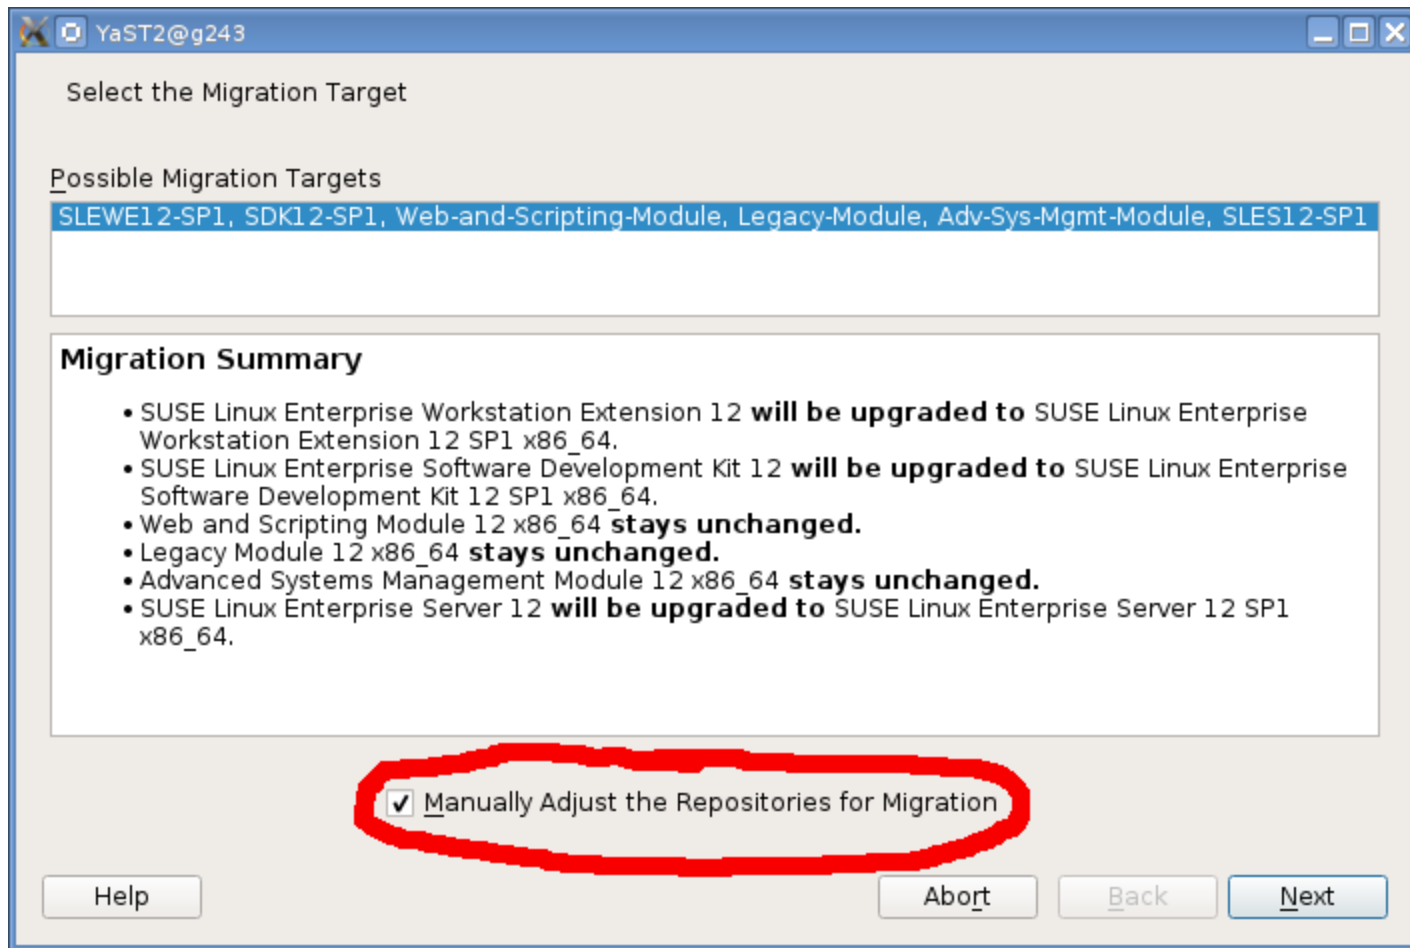 YaST2@g243
Select the Migration Target
Possible Migration Targets
SLEWE12-SP1, SDK12-SP1, Web-and-Scripting-Module, Legacy-Module, Adv-Sys-Mgmt-Module, SLES12-SP1
Migration Summary
• SUSE Linux Enterprise Workstation Extension 12 will be upgraded to SUSE Linux Enterprise
Workstation Extension 12 SP1 x86_64.
• SUSE Linux Enterprise Software Development Kit 12 will be upgraded to SUSE Linux Enterprise
Software Development Kit 12 SP1 x86_64.
• Web and Scripting Module 12 x86_64 stays unchanged.
• Legacy Module 12 x86_64 stays unchanged.
• Advanced Systems Management Module 12 x86_64 stays unchanged.
• SUSE Linux Enterprise Server 12 will be upgraded to SUSE Linux Enterprise Server 12 SP1
x86_64.
Manually Adjust the Repositories for Migration
Help Abort Back Next